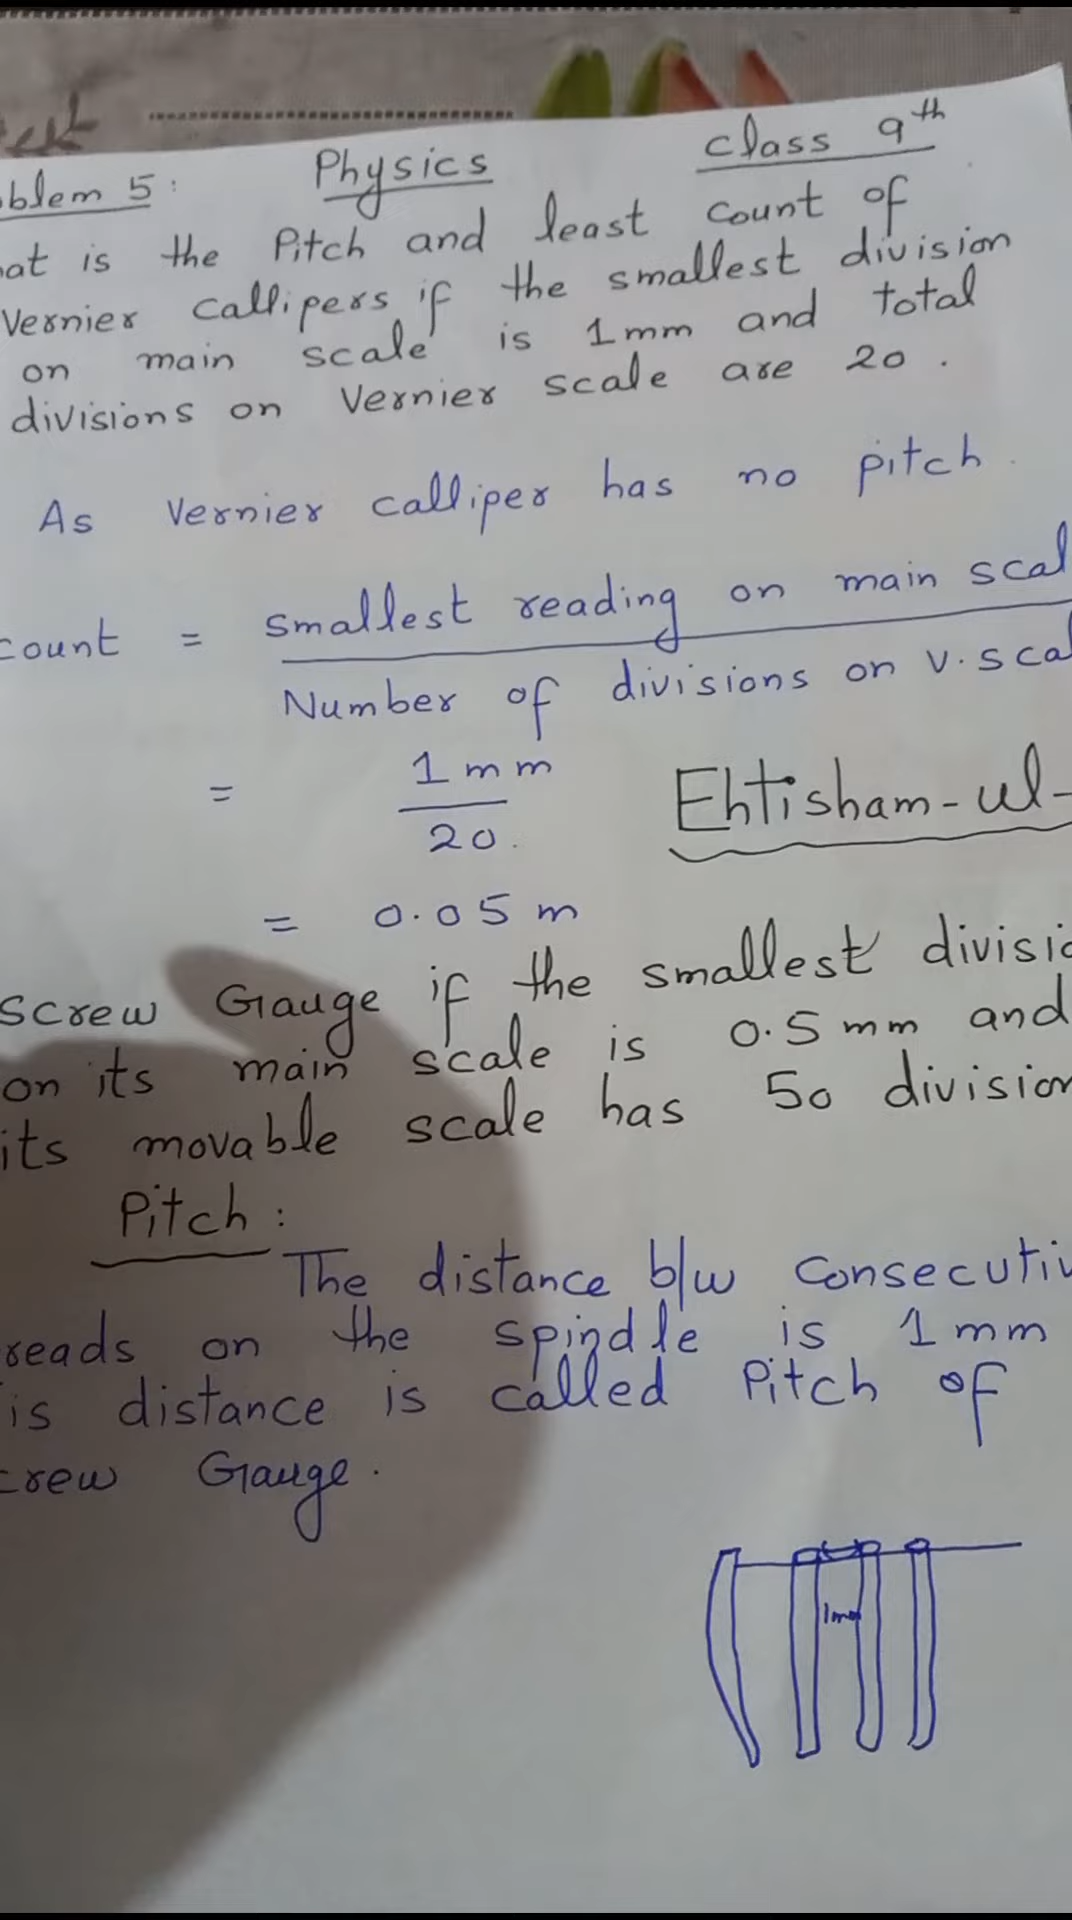 Physics class 9th
oblem 5:
at is the Pitch and least count of
Vernier callipers if the smallest division
on main scale is 1mm and total
divisions on Vernier scale are 20.
As Vernier calliper has no pitch
count = smallest reading on main scal
Number of divisions on v.scal
= 1mm
20.
Ehtisham-ul-
= 0.05 m
screw Gauge if the smallest divisio
on its main scale is 0.5 mm and
its movable scale has 50 division
Pitch:
The distance b/w consecutiv
reads on the spindle is 1mm
is distance is called Pitch of
crew Gauge.
1mm